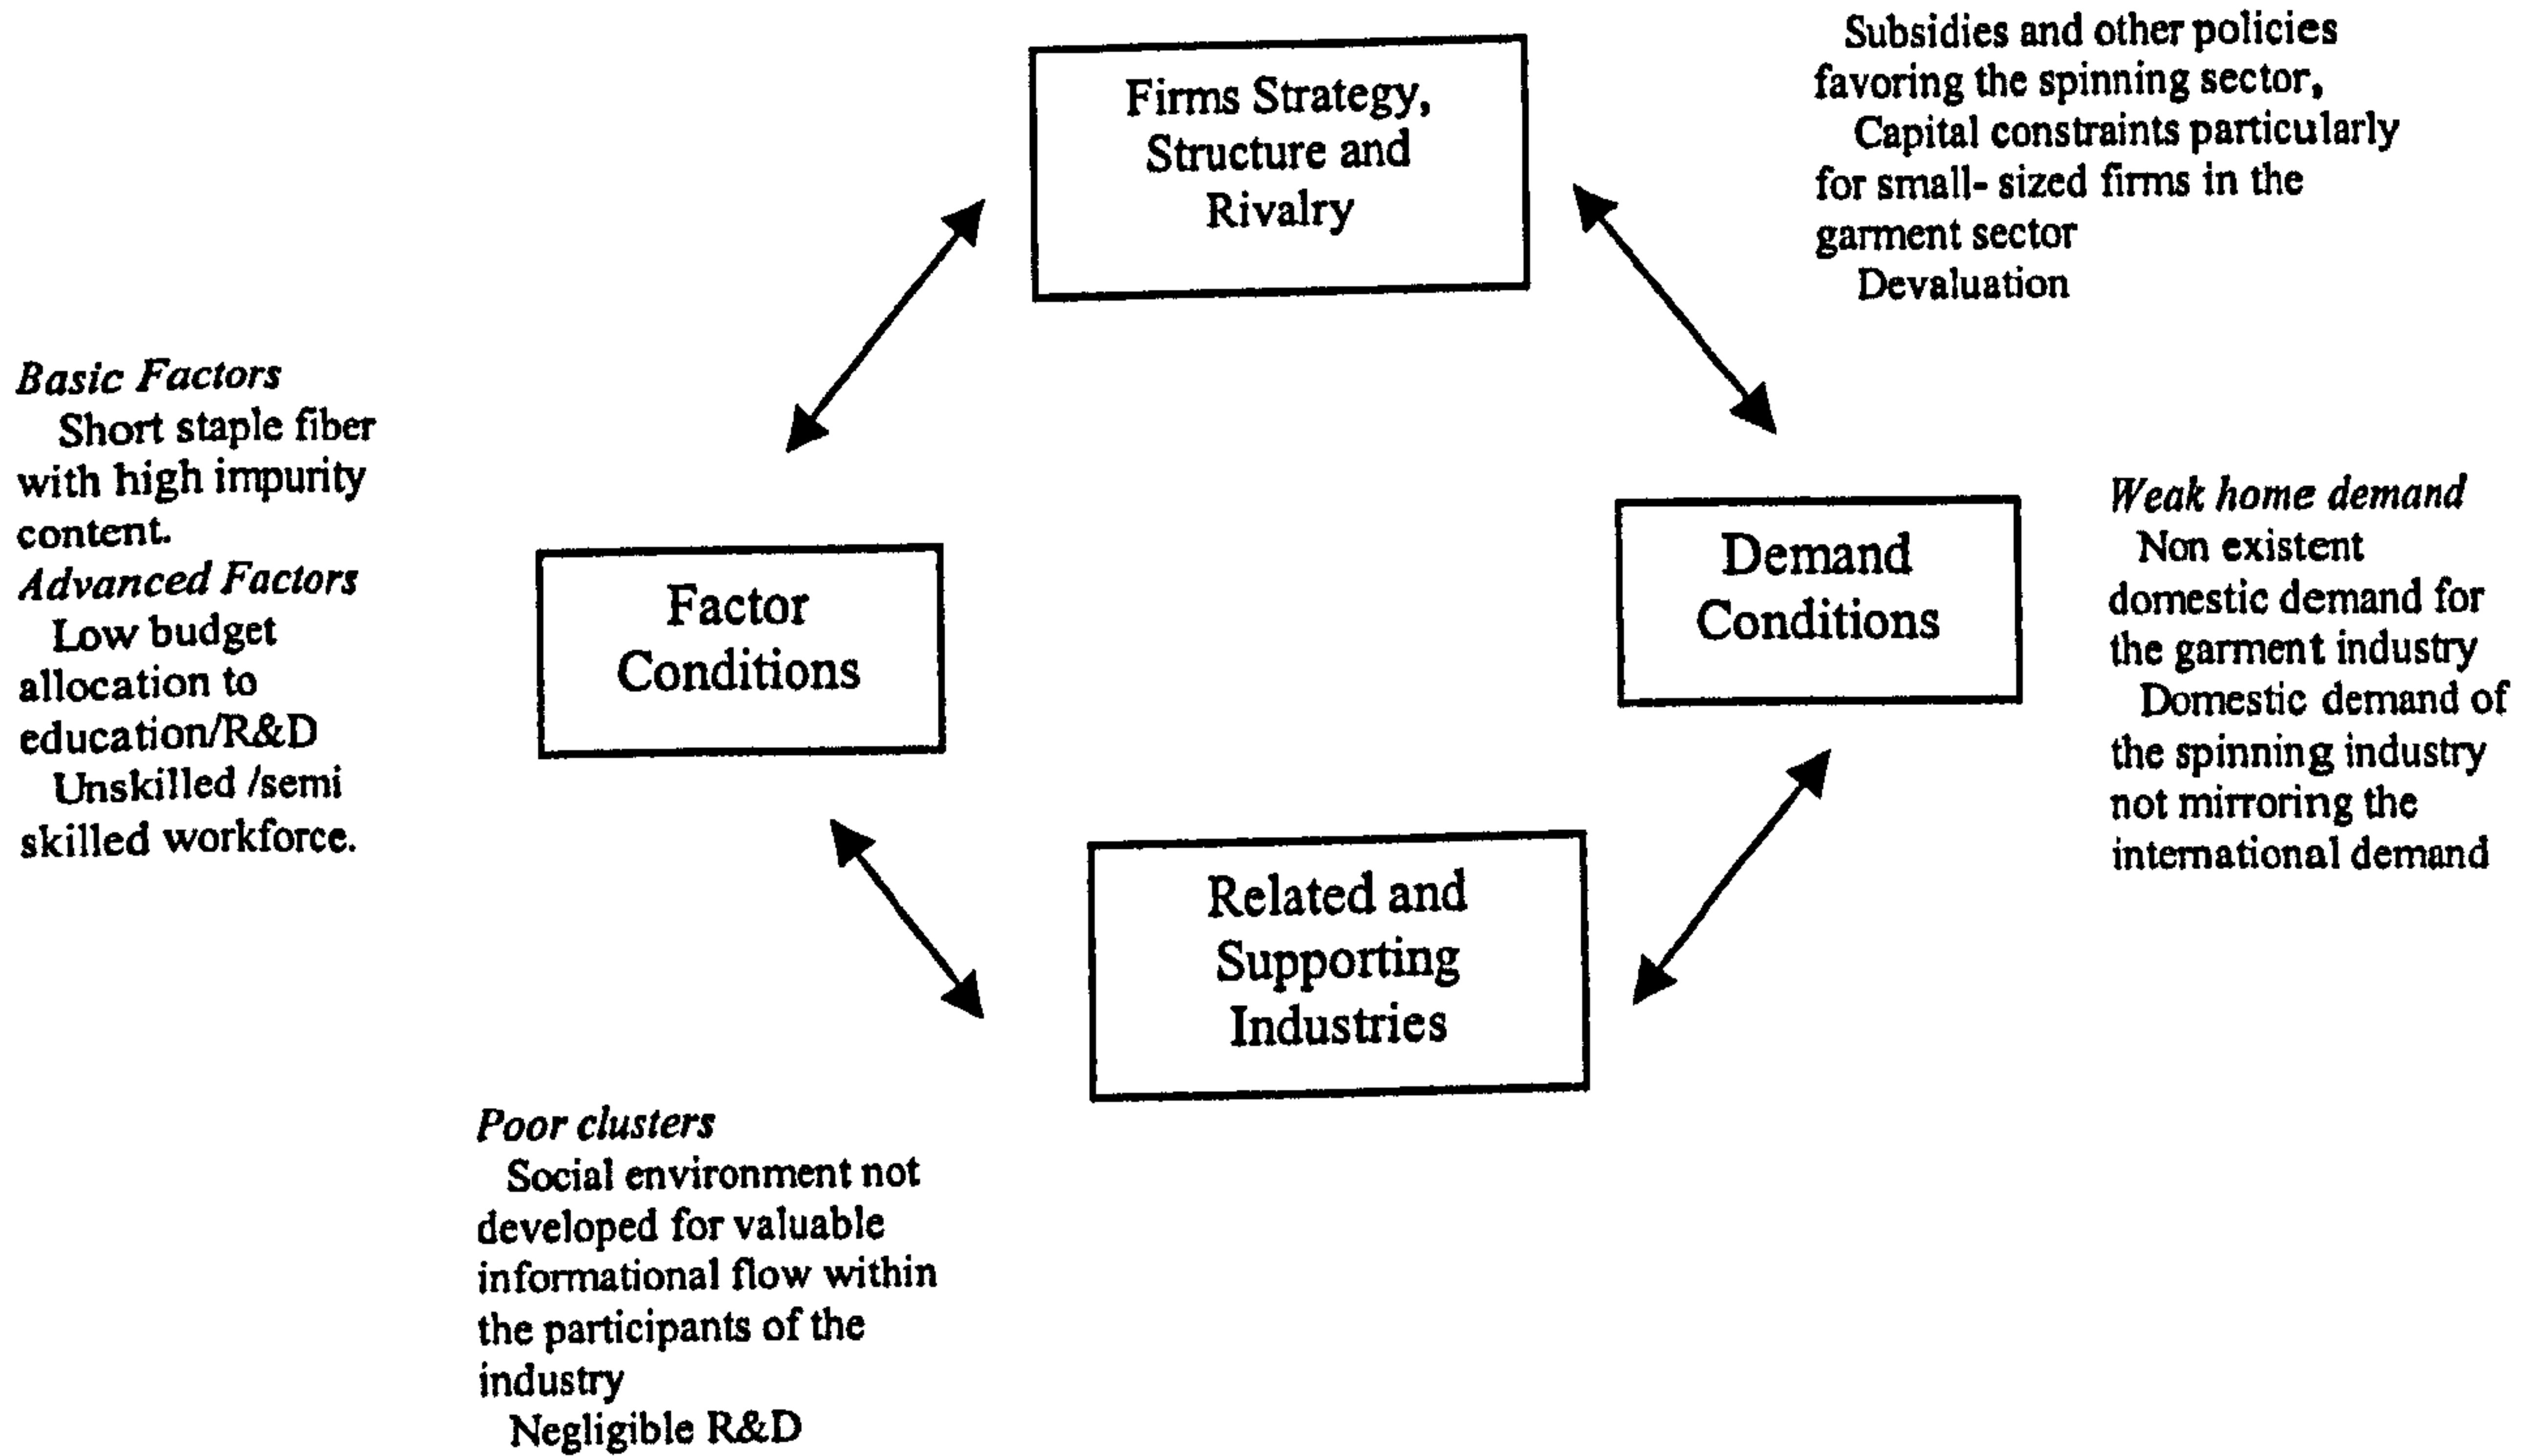 Firms Strategy,
Structure and
Rivalry
Subsidies and other policies
favoring the spinning sector,
Capital constraints particularly
for small- sized firms in the
garment sector
Devaluation
Basic Factors
Short staple fiber
with high impurity
content.
Advanced Factors
Low budget
allocation to
education/R&D
Unskilled /semi
skilled workforce.
Factor
Conditions
Demand
Conditions
Weak home demand
Non existent
domestic demand for
the garment industry
Domestic demand of
the spinning industry
not mirroring the
international demand
Related and
Supporting
Industries
Poor clusters
Social environment not
developed for valuable
informational flow within
the participants of the
industry
Negligible R&D